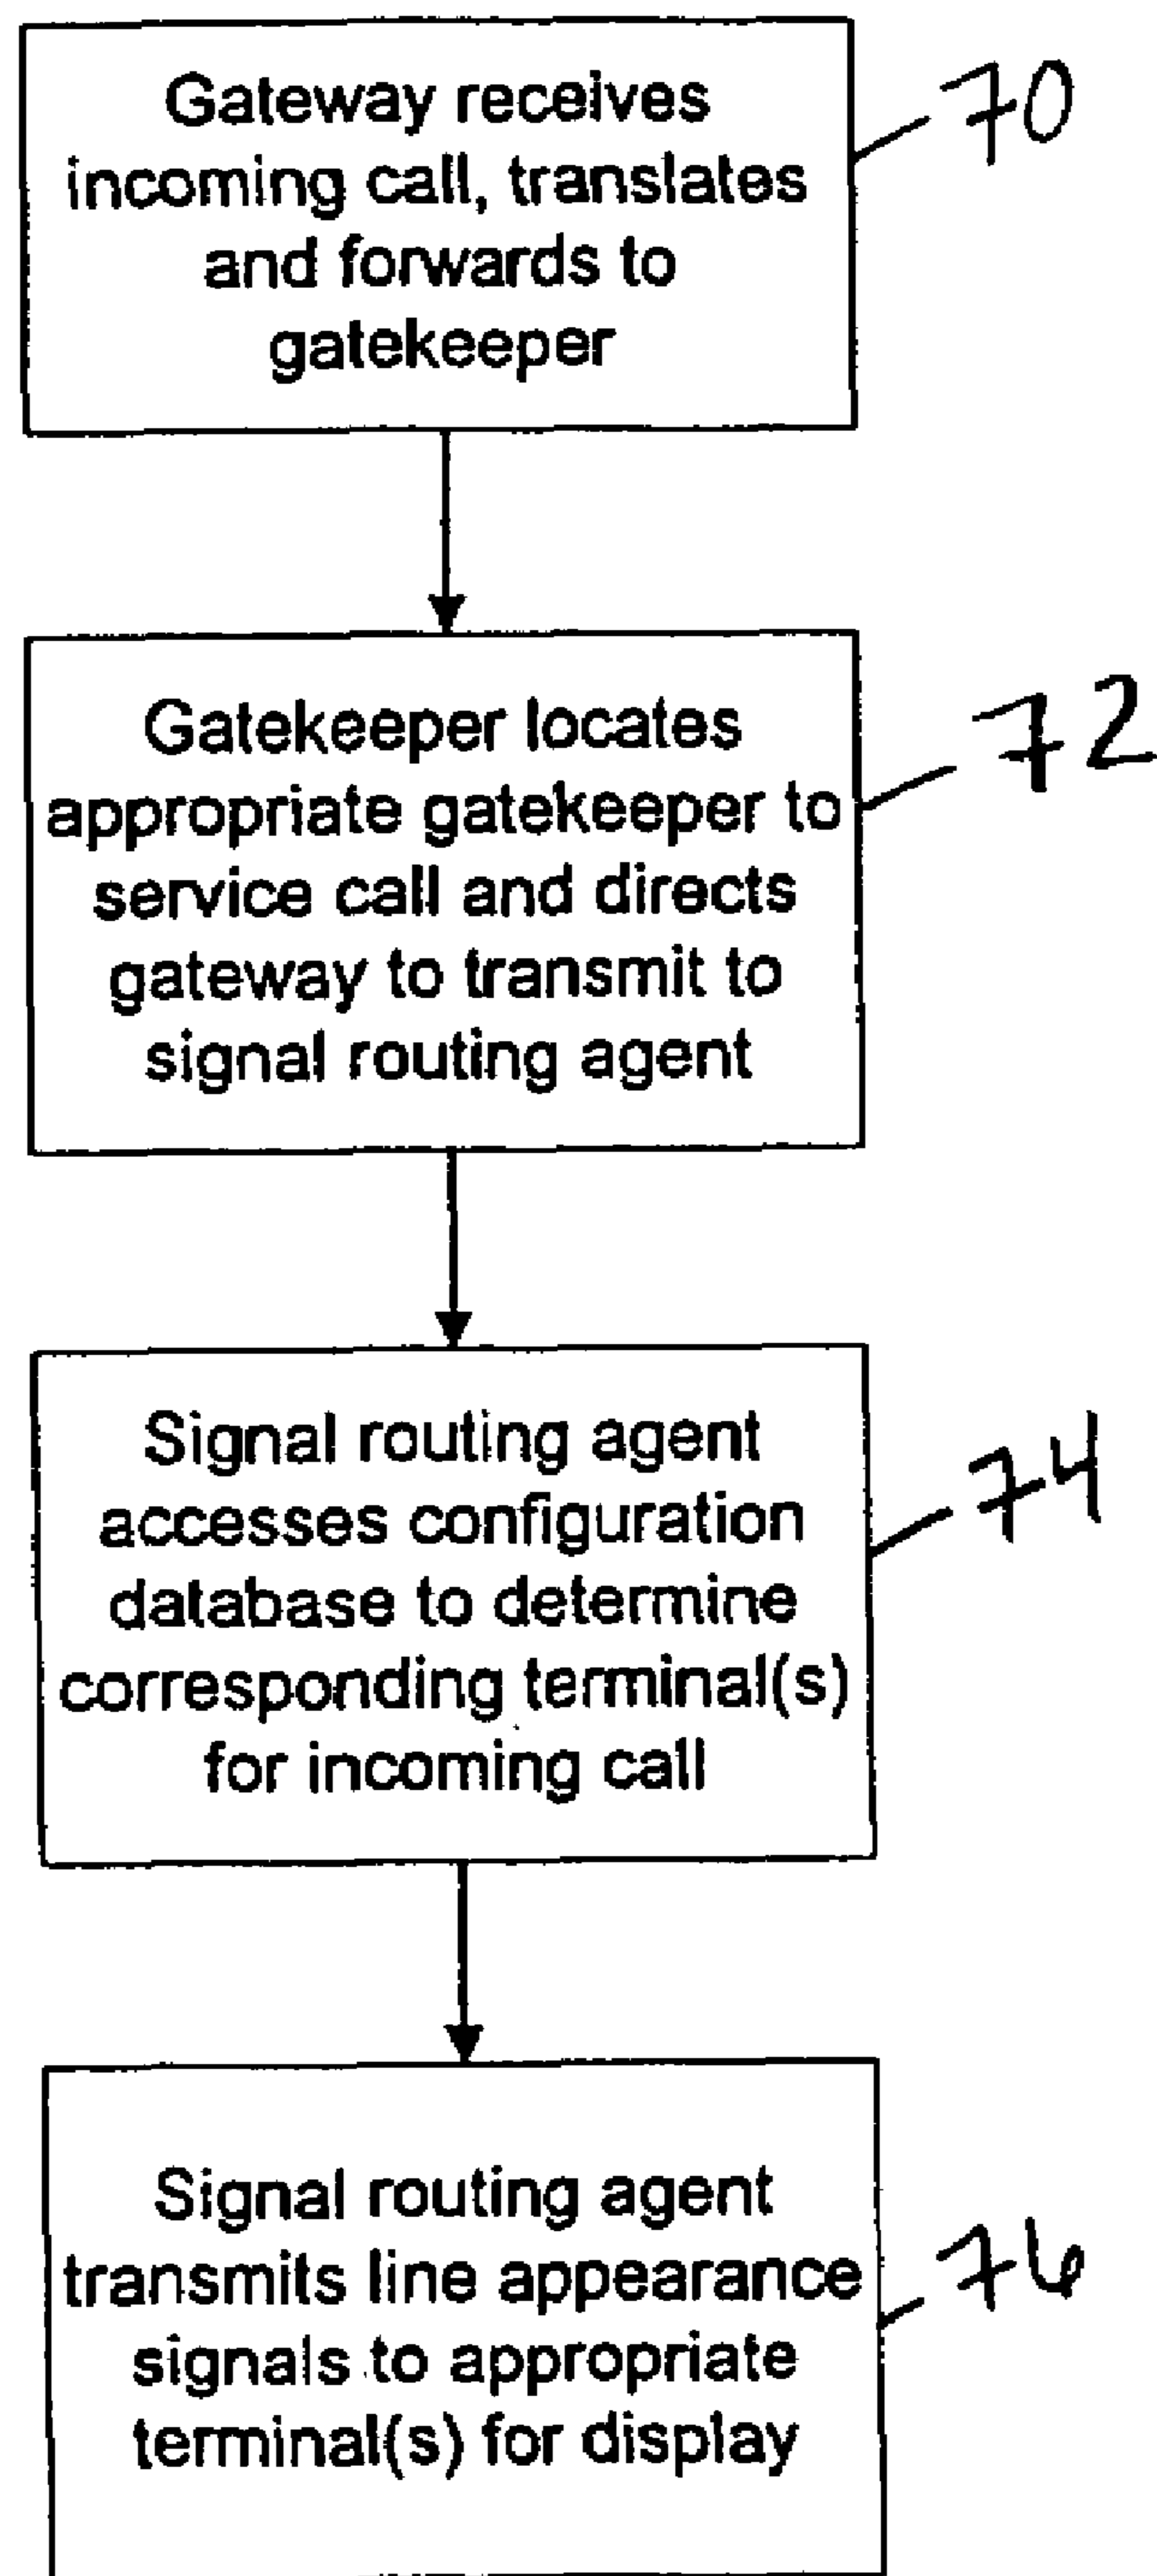 Gateway receives
incoming call, translates
and forwards to
gatekeeper
70
Gatekeeper locates
appropriate gatekeeper to
service call and directs
gateway to transmit to
signal routing agent
72
Signal routing agent
accesses configuration
database to determine
corresponding terminal(s)
for incoming call
74
Signal routing agent
transmits line appearance
signals to appropriate
terminal(s) for display
76